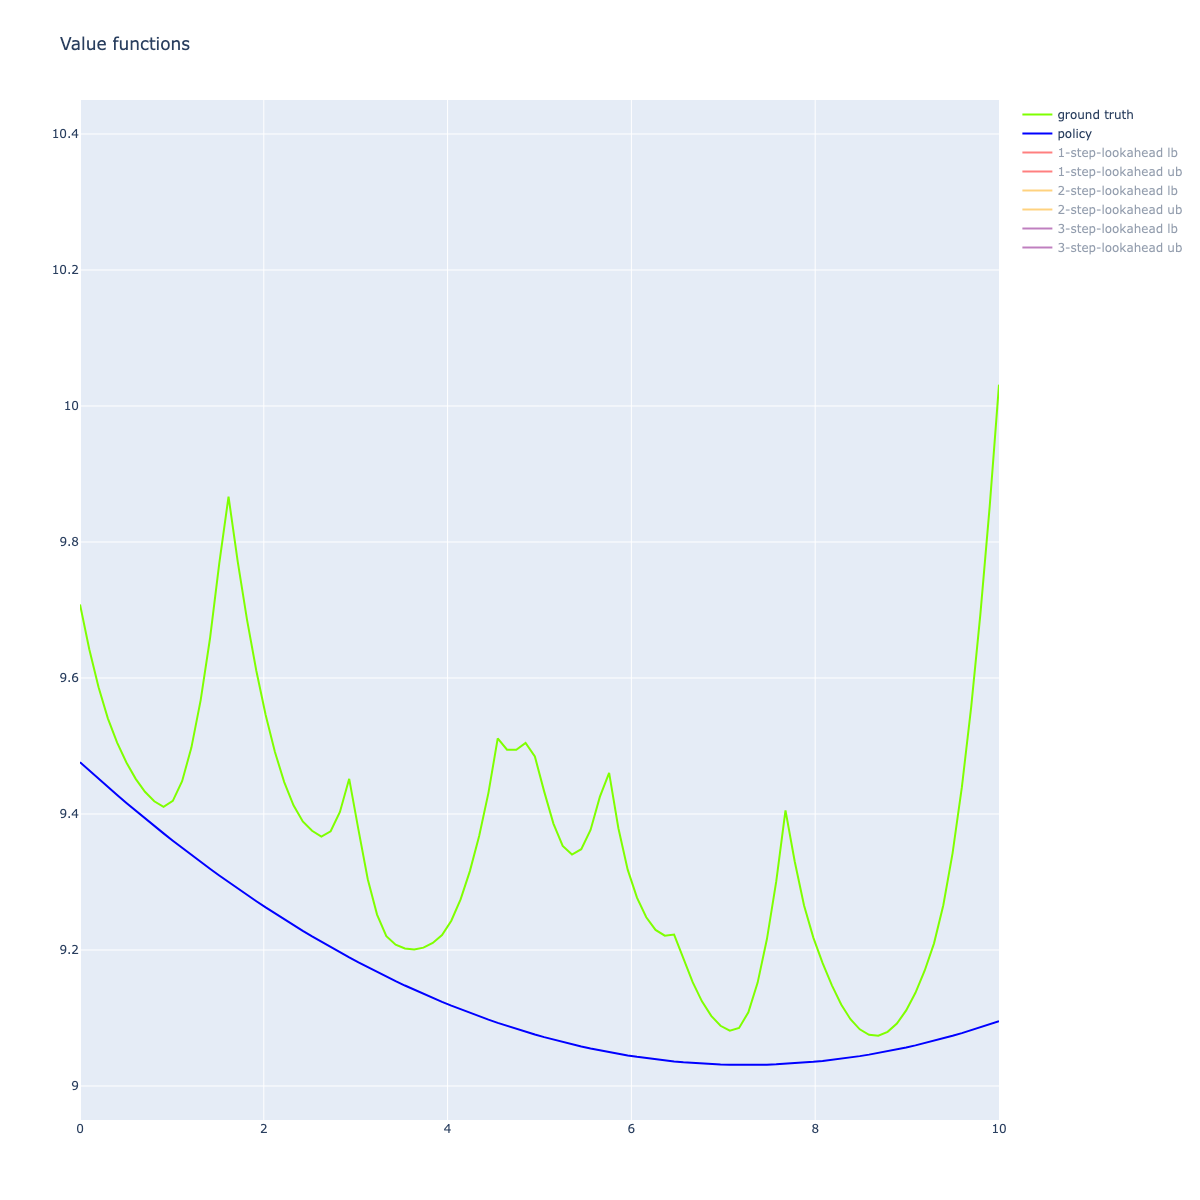 Value functions
ground truth
policy
1-step-lookahead lb
1-step-lookahead ub
2-step-lookahead lb
2-step-lookahead ub
3-step-lookahead lb
3-step-lookahead ub
10.4
10.2
10
9.8
9.6
9.4
9.2
9
0 2 4 6 8 10